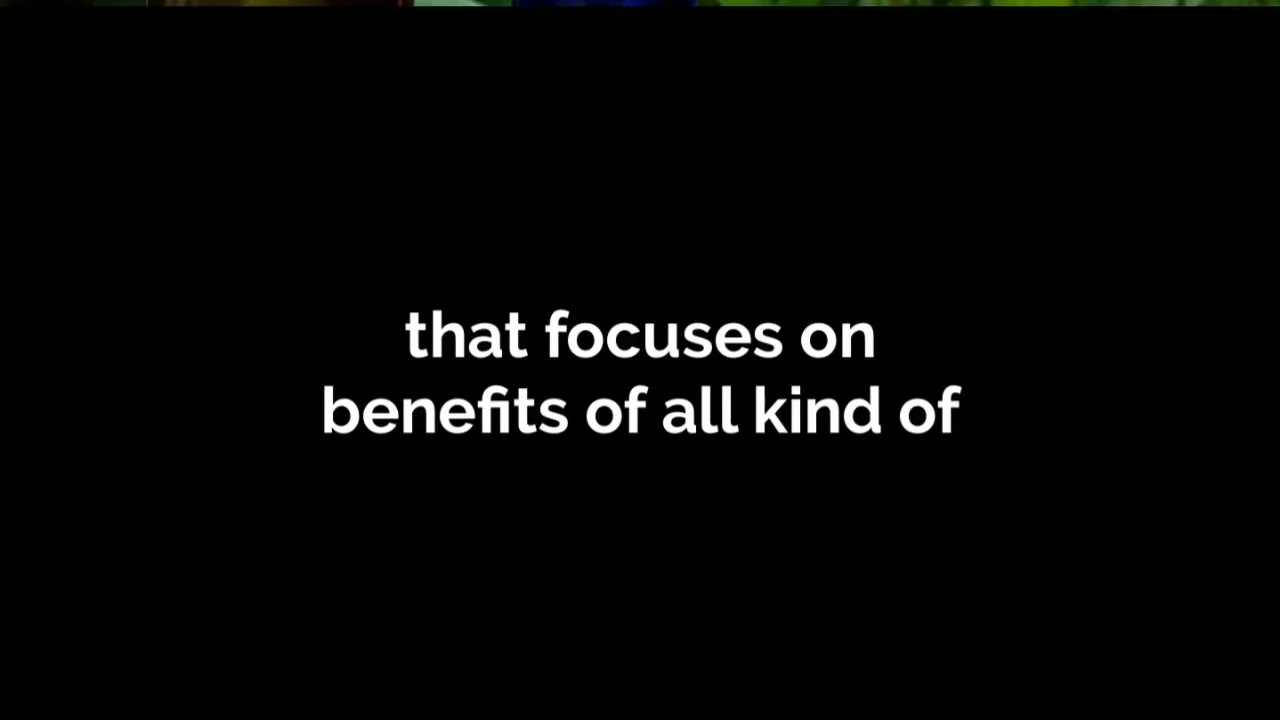 that focuses on
benefits of all kind of